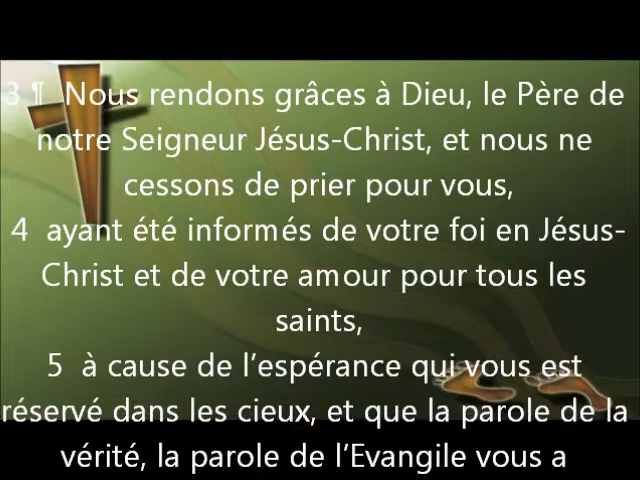 3 ¶ Nous rendons grâces à Dieu, le Père de
notre Seigneur Jésus-Christ, et nous ne
cessons de prier pour vous,
4 ayant été informés de votre foi en Jésus-
Christ et de votre amour pour tous les
saints,
5 à cause de l’espérance qui vous est
réservé dans les cieux, et que la parole de la
vérité, la parole de l’Evangile vous a